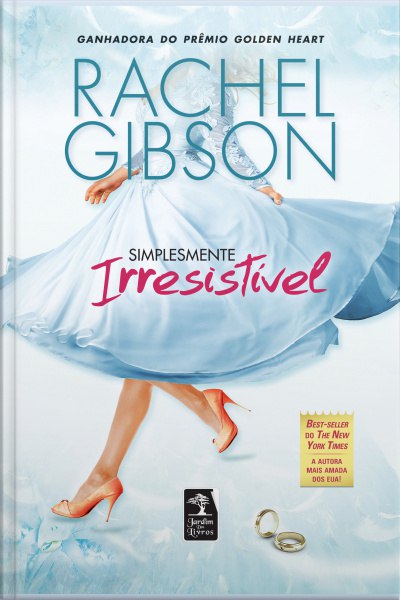 GANHADORA DO PRÊMIO GOLDEN HEART
RACHEL
GIBSON
SIMPLESMENTE
Irresistível
BEST-SELLER
DO THE NEW
YORK TIMES
A AUTORA
MAIS AMADA
DOS EUA!
Jardim
Dos
Livros